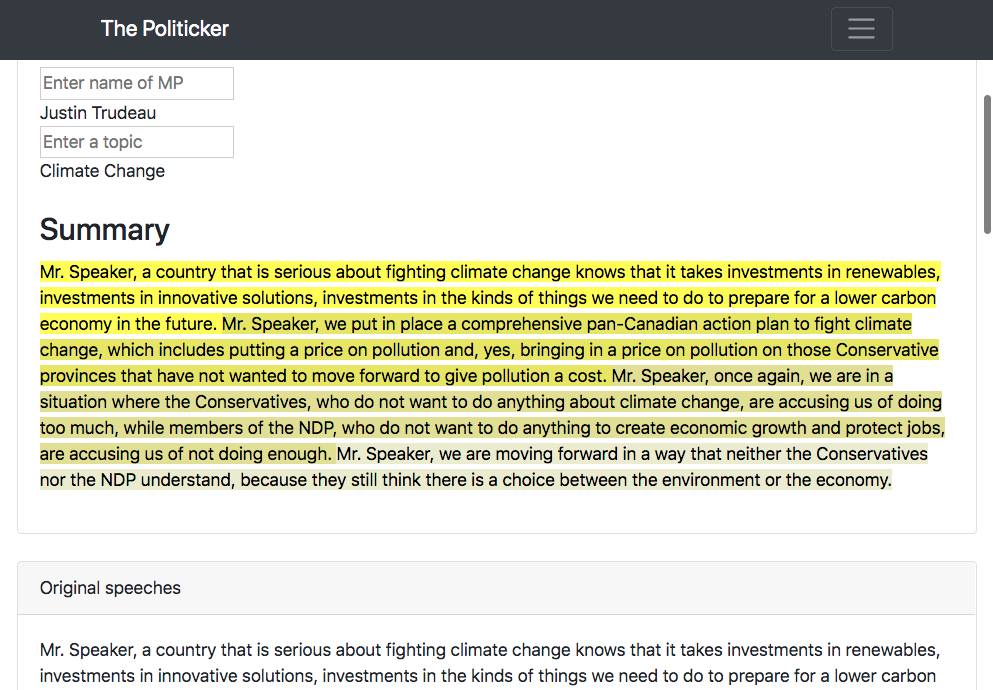 The Politicker
Enter name of MP
Justin Trudeau
Enter a topic
Climate Change
Summary
Mr. Speaker, a country that is serious about fighting climate change knows that it takes investments in renewables,
investments in innovative solutions, investments in the kinds of things we need to do to prepare for a lower carbon
economy in the future. Mr. Speaker, we put in place a comprehensive pan-Canadian action plan to fight climate
change, which includes putting a price on pollution and, yes, bringing in a price on pollution on those Conservative
provinces that have not wanted to move forward to give pollution a cost. Mr. Speaker, once again, we are in a
situation where the Conservatives, who do not want to do anything about climate change, are accusing us of doing
too much, while members of the NDP, who do not want to do anything to create economic growth and protect jobs,
are accusing us of not doing enough. Mr. Speaker, we are moving forward in a way that neither the Conservatives
nor the NDP understand, because they still think there is a choice between the environment or the economy.
Original speeches
Mr. Speaker, a country that is serious about fighting climate change knows that it takes investments in renewables,
investments in innovative solutions, investments in the kinds of things we need to do to prepare for a lower carbon